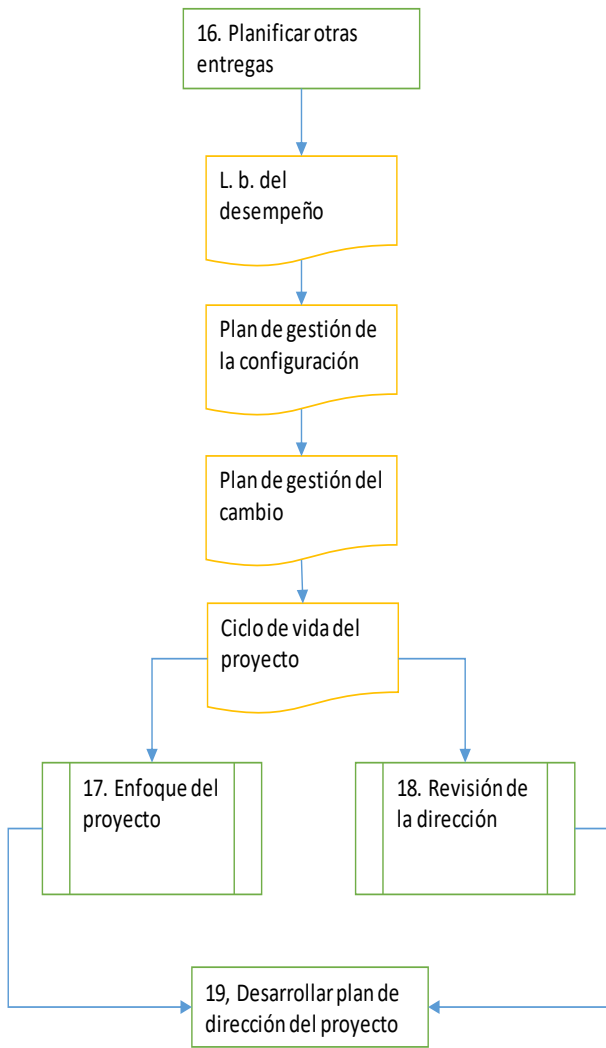 16. Planificar otras
entregas
L. b. del
desempeño
Plan de gestión de
la configuración
Plan de gestión del
cambio
Ciclo de vida del
proyecto
17. Enfoque del
proyecto
18. Revisión de
la dirección
19, Desarrollar plan de
dirección del proyecto